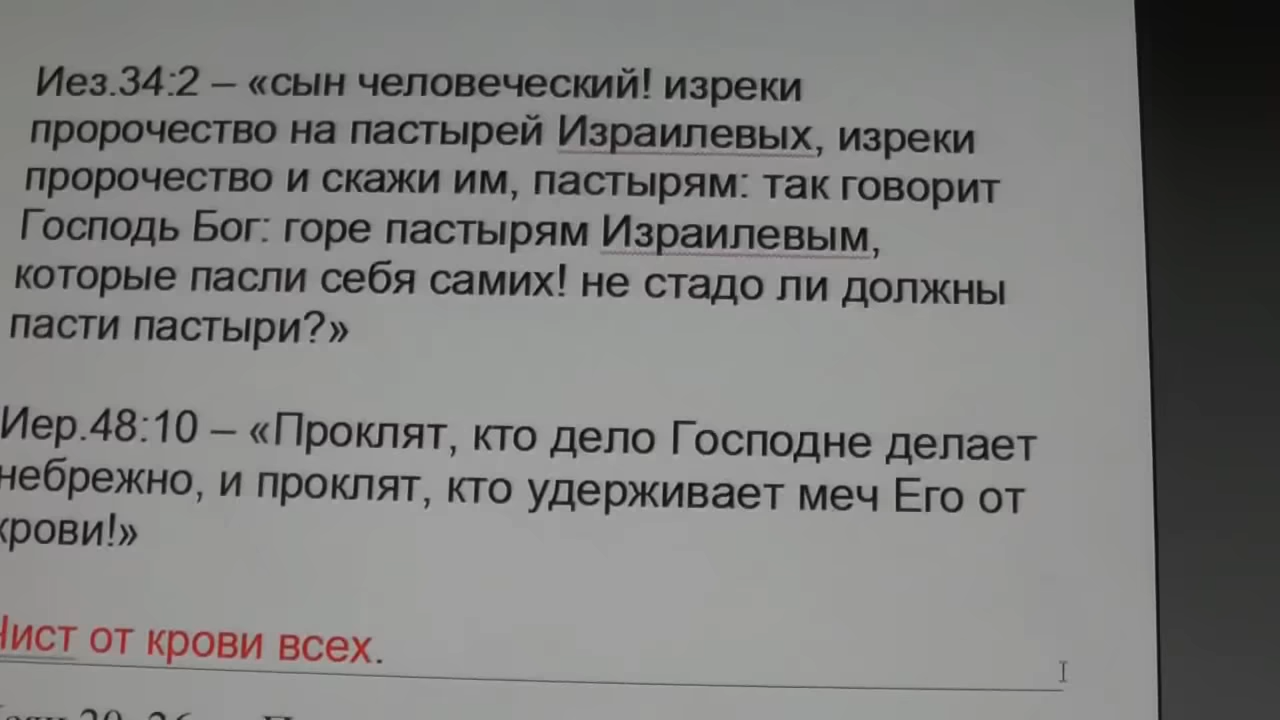 Иез.34:2 – «сын человеческий! изреки
пророчество на пастырей Израилевых, изреки
пророчество и скажи им, пастырям: так говорит
Господь Бог: горе пастырям Израилевым,
которые пасли себя самих! не стадо ли должны
пасти пастыри?»
Иер.48:10 – «Проклят, кто дело Господне делает
небрежно, и проклят, кто удерживает меч Его от
крови!»
Чист от крови всех.